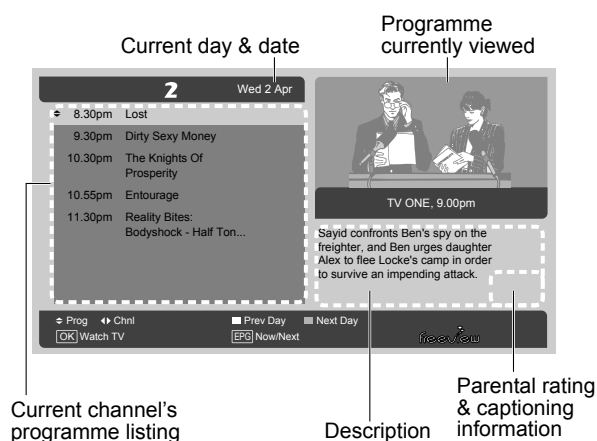 Current day & date
Programme
currently viewed
2
Wed 2 Apr
8.30pm Lost
9.30pm Dirty Sexy Money
10.30pm The Knights Of
Prosperity
10.55pm Entourage
11.30pm Reality Bites:
Bodyshock - Half Ton...
TV ONE, 9.00pm
Sayid confronts Ben's spy on the
freighter, and Ben urges daughter
Alex to flee Locke's camp in order
to survive an impending attack.
Prog Chnl Prev Day Next Day
OK Watch TV EPG Now/Next
freeview
Current channel's
programme listing
Description
Parental rating
& captioning
information